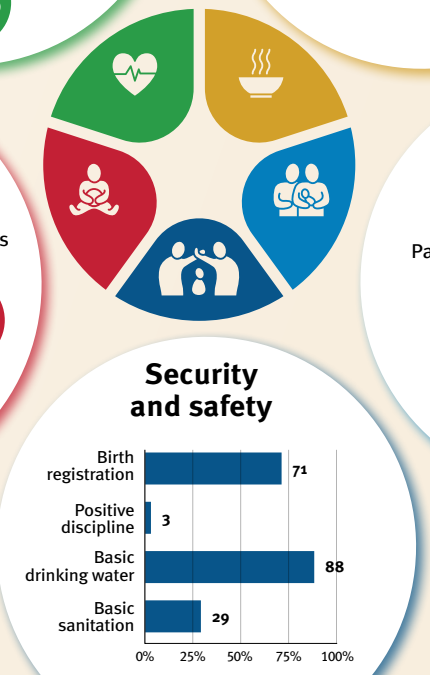 s
Pa
Security
and safety
Birth
registration
71
Positive
discipline
3
Basic
drinking water
88
Basic
sanitation
29
0% 25% 50% 75% 100%